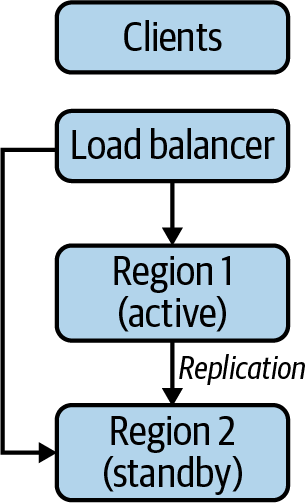 Clients
Load balancer
Region 1
(active)
Replication
Region 2
(standby)